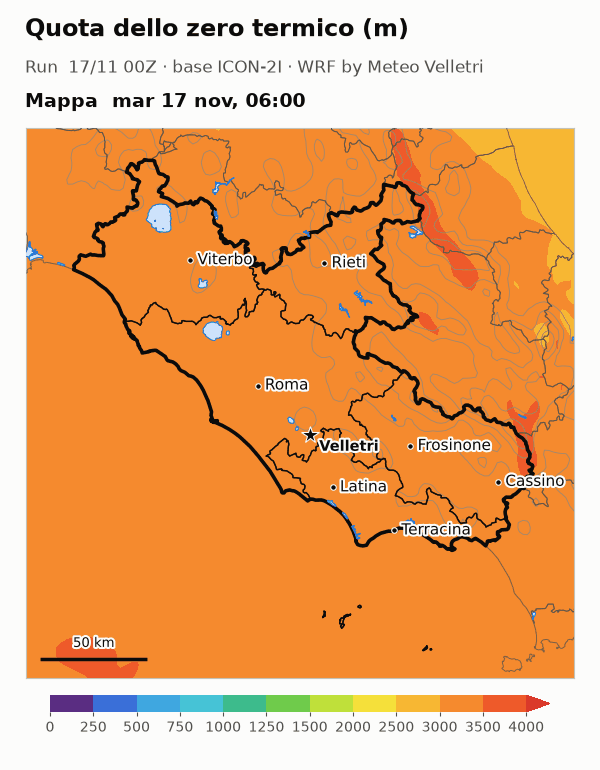 Quota dello zero termico (m)
Run  17/11 00Z · base ICON-2I · WRF by Meteo Velletri
Mappa  mar 17 nov, 06:00
Viterbo
Rieti
Roma
Velletri
Frosinone
Latina
Cassino
Terracina
50 km
0 250 500 750 1000 1250 1500 2000 2500 3000 3500 4000